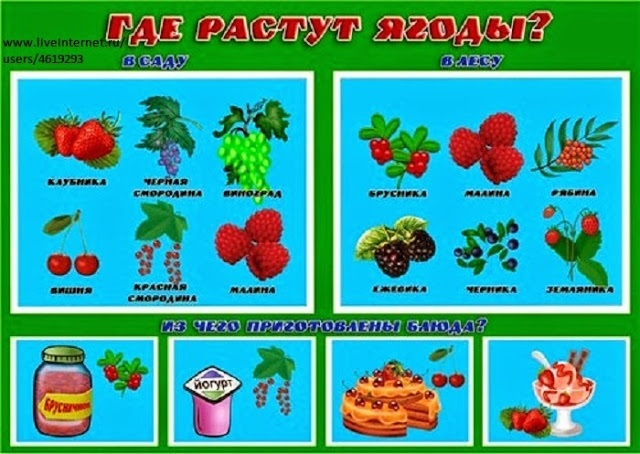 ГДЕ РАСТУТ ЯГОДЫ?
www.liveinternet.ru/
users/4619293
В САДУ
В ЛЕСУ
КЛУБНИКА
ЧЕРНАЯ
СМОРОДИНА
ВИНОГРАД
ВИШНЯ
КРАСНАЯ
СМОРОДИНА
МАЛИНА
БРУСНИКА
МАЛИНА
РЯБИНА
ЕЖЕВИКА
ЧЕРНИКА
ЗЕМЛЯНИКА
ИЗ ЧЕГО ПРИГОТОВЛЕНЫ БЛЮДА?
ЙОГУРТ